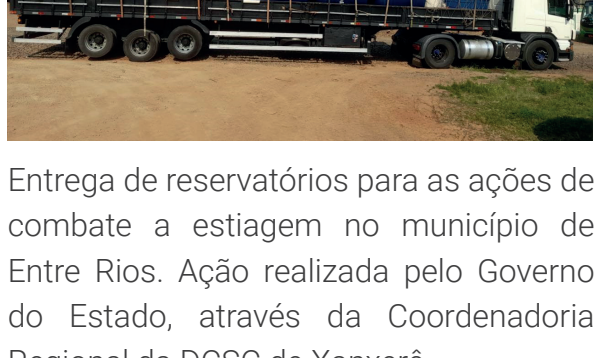 Entrega de reservatórios para as ações de
combate a estiagem no município de
Entre Rios. Ação realizada pelo Governo
do Estado, através da Coordenadoria
Regional da DCSC de Xanxerê